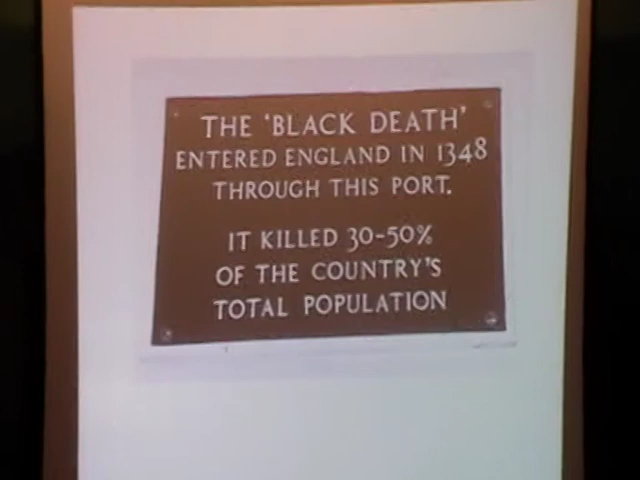 THE 'BLACK DEATH'
ENTERED ENGLAND IN 1348
THROUGH THIS PORT.
IT KILLED 30-50%
OF THE COUNTRY'S
TOTAL POPULATION